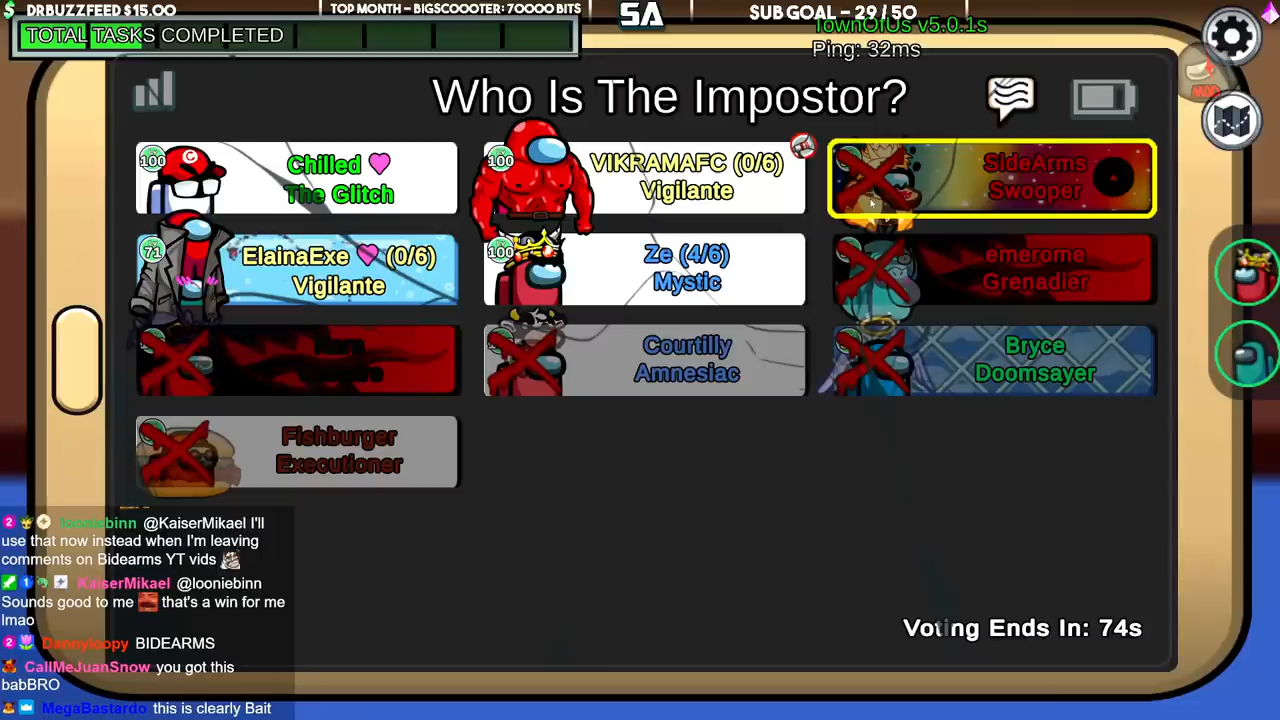 DRBUZZFEED $15.00
TOP MONTH - BIGSCOOOTER: 70000 BITS
SA
SUB GOAL - 29 / 50
TOTAL TASKS COMPLETED
TownOfUs v5.0.1s
Ping: 32ms
Who Is The Impostor?
100
Chilled
The Glitch
100
VIKRAMAFC (0/6)
Vigilante
SideArms
Swooper
71
ElainaExe (0/6)
Vigilante
100
Ze (4/6)
Mystic
emerome
Grenadier
Courtilly
Amnesiac
Bryce
Doomsayer
Fishburger
Executioner
@KaiserMikael I'll
use that now instead when I'm leaving
comments on Bidearms YT vids
KaiserMikael @looniebinn
Sounds good to me that's a win for me
lmao
Dannyloopy BIDEARMS
CallMeJuanSnow you got this
babBRO
MegaBastardo this is clearly Bait
Voting Ends In: 74s